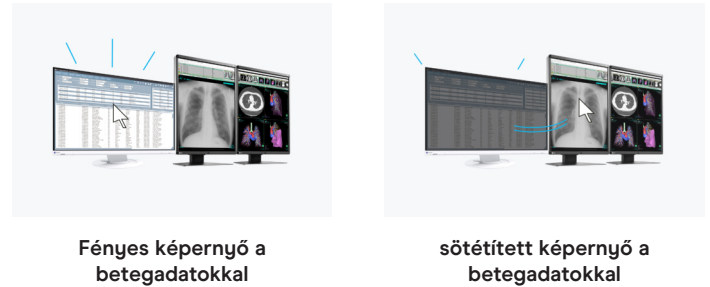 Fényes képernyő a
betegadatokkal
sötétített képernyő a
betegadatokkal